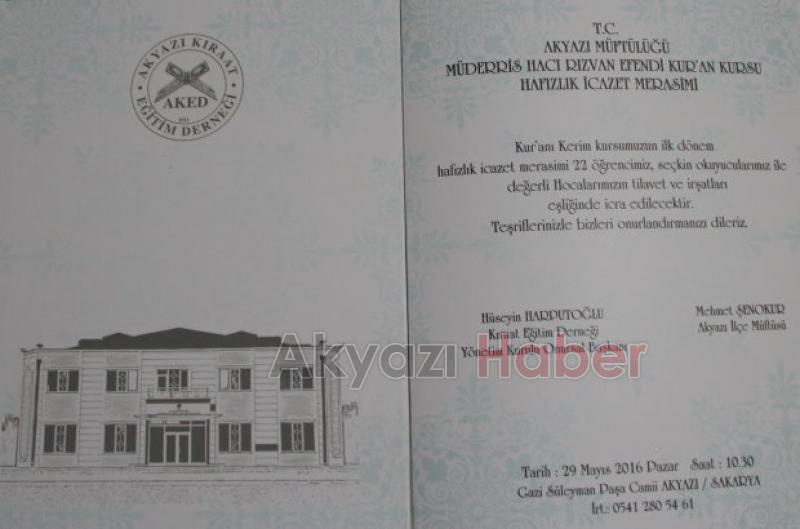 AKYAZI KIRAAT
AKED
2014
EĞİTİM DERNEĞİ
T.C.
AKYAZI MÜFTÜLÜĞÜ
MÜDERRİS HACI RIZVAN EFENDİ KUR'AN KURSU
HAFIZLIK İCAZET MERASİMİ
Kur'anı Kerim kursumuzun ilk dönem
hafızlık icazet merasimi 22 öğrencimiz, seçkin okuyucularımız ile
değerli Hocalarımızın tilavet ve irşatları
eşliğinde icra edilecektir.
Teşriflerinizle bizleri onurlandırmanızı dileriz.
Hüseyin HARPUTOĞLU
Kıraat Eğitim Derneği
Yönetim Kurulu Onursal Başkanı
Mehmet ŞENOKUR
Akyazı İlçe Müftüsü
Akyazı Haber
Tarih : 29 Mayıs 2016 Pazar Saat : 10.30
Gazi Süleyman Paşa Camii AKYAZI / SAKARYA
İrt.: 0541 280 54 61